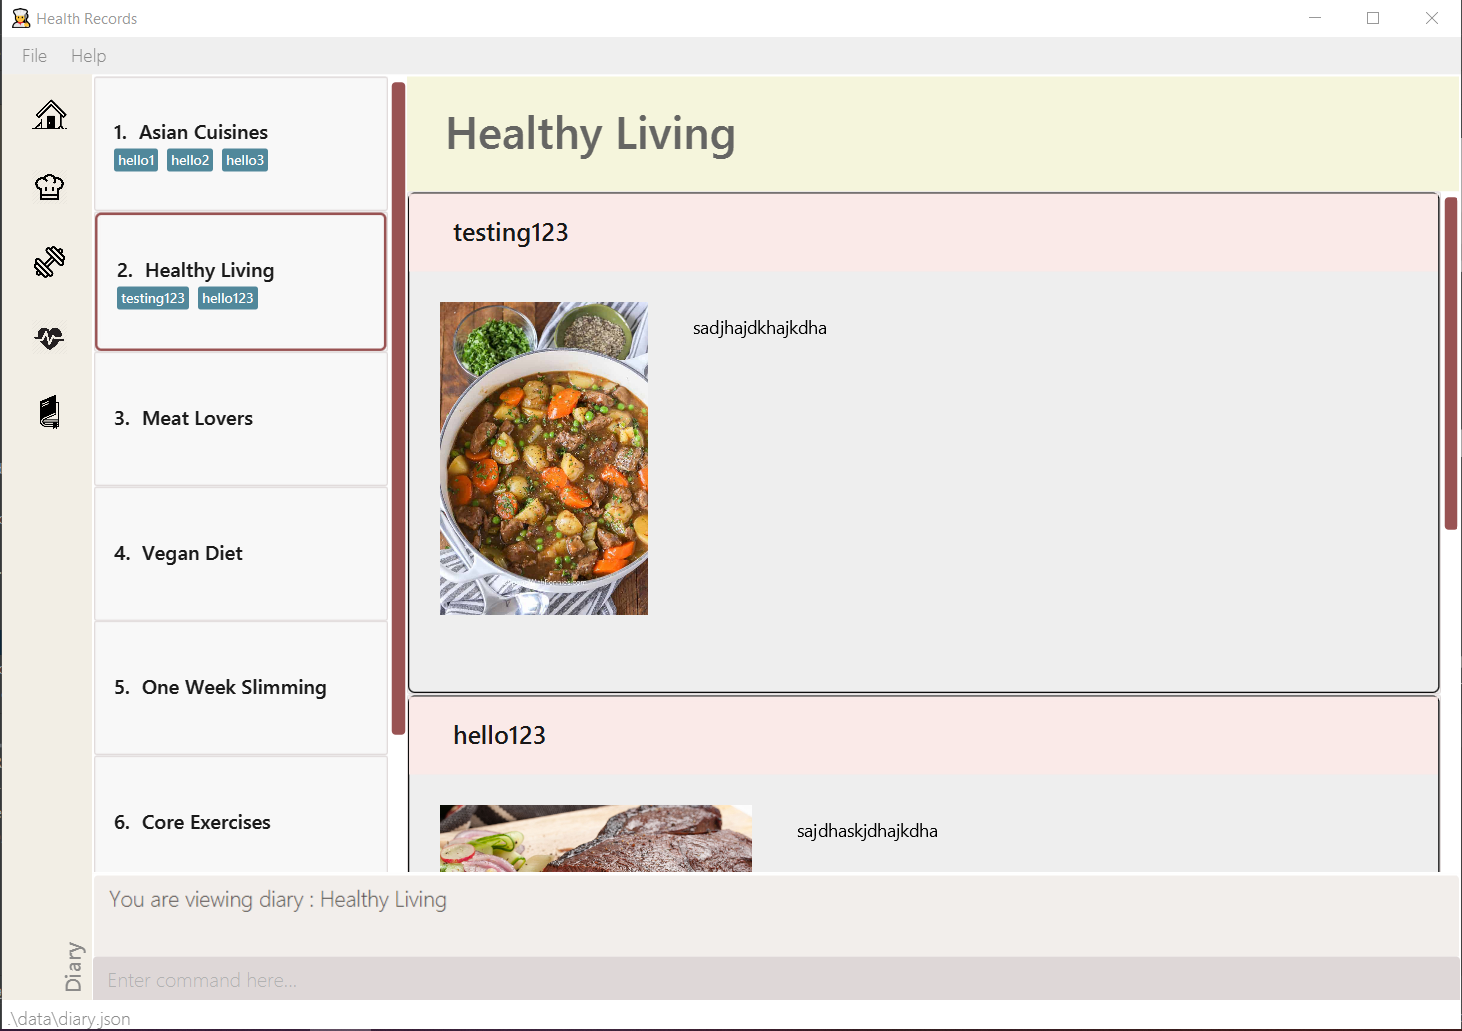 Health Records
File Help
1. Asian Cuisines
hello1 hello2 hello3
2. Healthy Living
testing123 hello123
3. Meat Lovers
4. Vegan Diet
5. One Week Slimming
6. Core Exercises
Healthy Living
testing123
sadjhajdkhajkdha
hello123
sajdhaskjdhajkdha
You are viewing diary : Healthy Living
Diary
Enter command here...
.\data\diary.json